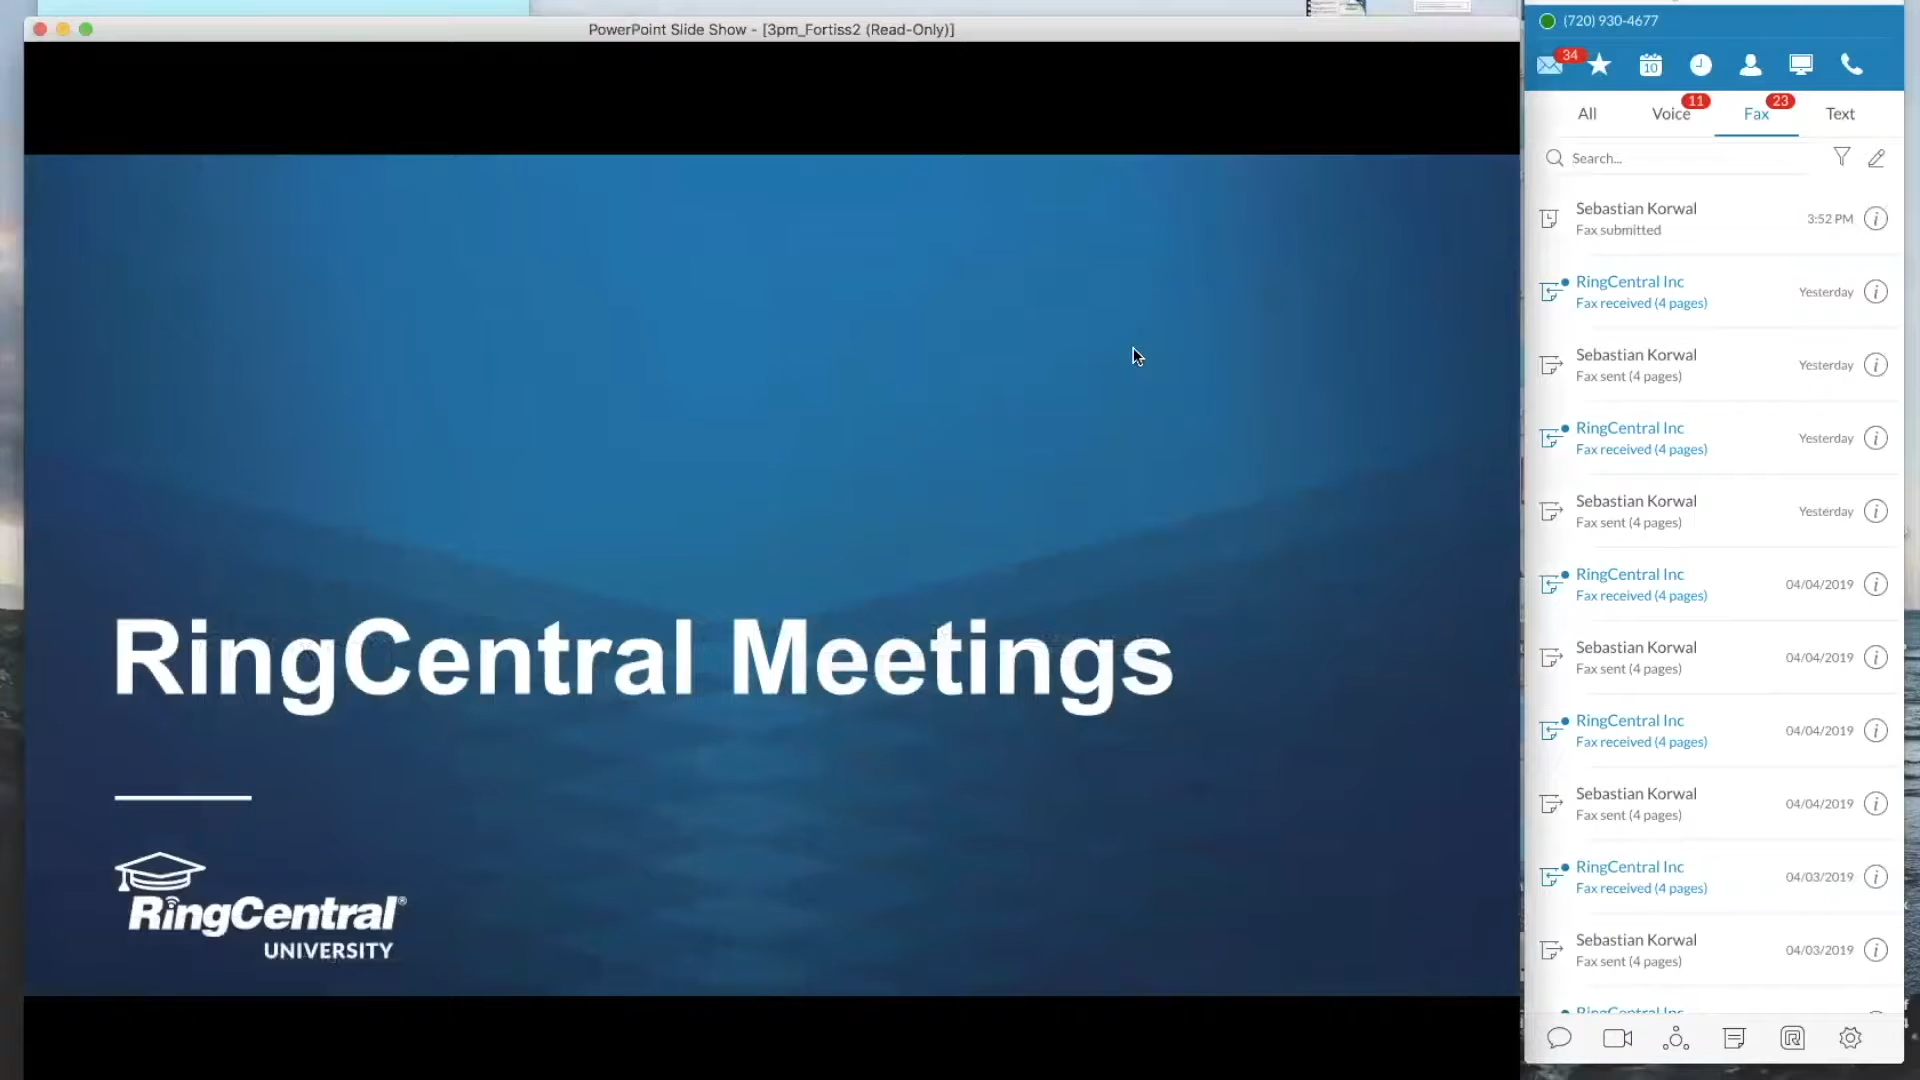 PowerPoint Slide Show - [3pm_Fortiss2 (Read-Only)]
RingCentral Meetings
RingCentral®
UNIVERSITY
(720) 930-4677
34
10
All
Voice 11
Fax 23
Text
Search...
Sebastian Korwal
Fax submitted
3:52 PM
RingCentral Inc
Fax received (4 pages)
Yesterday
Sebastian Korwal
Fax sent (4 pages)
Yesterday
RingCentral Inc
Fax received (4 pages)
Yesterday
Sebastian Korwal
Fax sent (4 pages)
Yesterday
RingCentral Inc
Fax received (4 pages)
04/04/2019
Sebastian Korwal
Fax sent (4 pages)
04/04/2019
RingCentral Inc
Fax received (4 pages)
04/04/2019
Sebastian Korwal
Fax sent (4 pages)
04/04/2019
RingCentral Inc
Fax received (4 pages)
04/03/2019
Sebastian Korwal
Fax sent (4 pages)
04/03/2019
RingCentral Inc